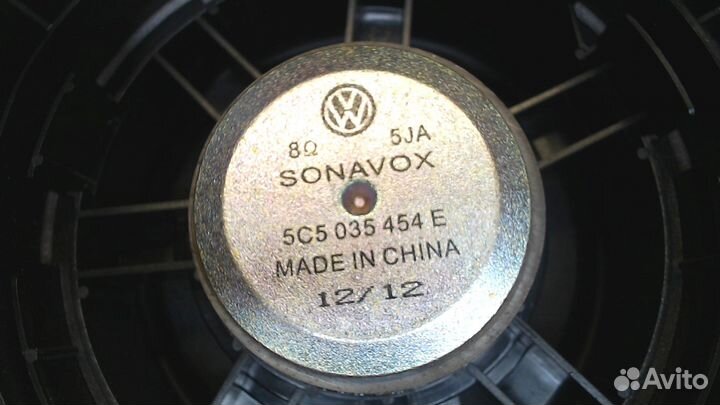 8Ω 5JA
SONAVOX
5C5 035 454 E
MADE IN CHINA
12/12
Avito